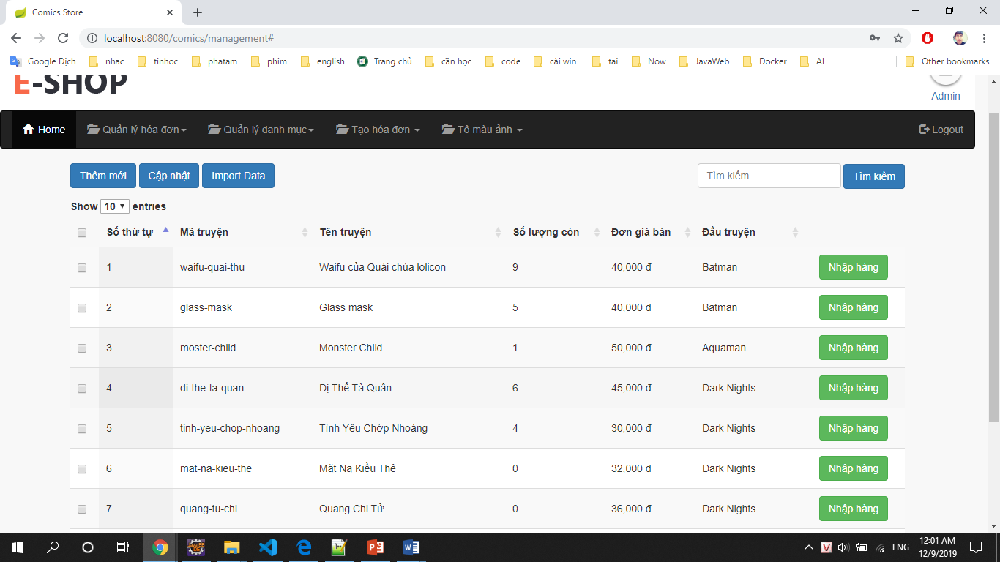 Comics Store
localhost:8080/comics/management#
Google Dịch nhac tinhoc phatam phim english Trang chủ cần học code cài win tai Now JavaWeb Docker AI Other bookmarks
E-SHOP
Admin
Home Quản lý hóa đơn Quản lý danh mục Tạo hóa đơn Tô màu ảnh Logout
Thêm mới Cập nhật Import Data Tìm kiếm... Tìm kiếm
Show 10 entries
Số thứ tự Mã truyện Tên truyện Số lượng còn Đơn giá bán Đầu truyện
1 waifu-quai-thu Waifu của Quái chúa lolicon 9 40,000 đ Batman Nhập hàng
2 glass-mask Glass mask 5 40,000 đ Batman Nhập hàng
3 moster-child Monster Child 1 50,000 đ Aquaman Nhập hàng
4 di-the-ta-quan Dị Thế Tà Quân 6 45,000 đ Dark Nights Nhập hàng
5 tinh-yeu-chop-nhoang Tình Yêu Chớp Nhoáng 4 30,000 đ Dark Nights Nhập hàng
6 mat-na-kieu-the Mặt Nạ Kiều Thê 0 32,000 đ Dark Nights Nhập hàng
7 quang-tu-chi Quang Chi Tử 0 36,000 đ Dark Nights Nhập hàng
ENG 12:01 AM
12/9/2019